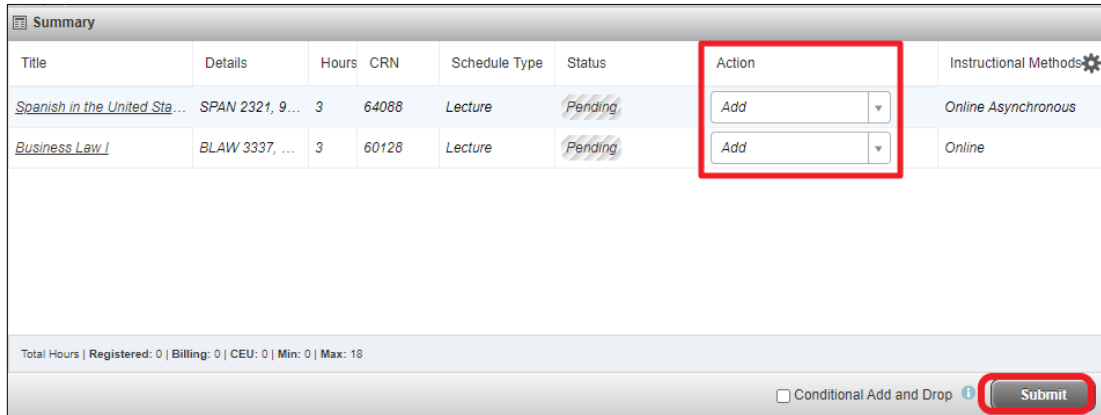 Summary
Title Details Hours CRN Schedule Type Status Action Instructional Methods
Spanish in the United Sta... SPAN 2321, 9... 3 64088 Lecture Pending Add Online Asynchronous
Business Law I BLAW 3337, ... 3 60128 Lecture Pending Add Online
Total Hours | Registered: 0 | Billing: 0 | CEU: 0 | Min: 0 | Max: 18
Conditional Add and Drop Submit